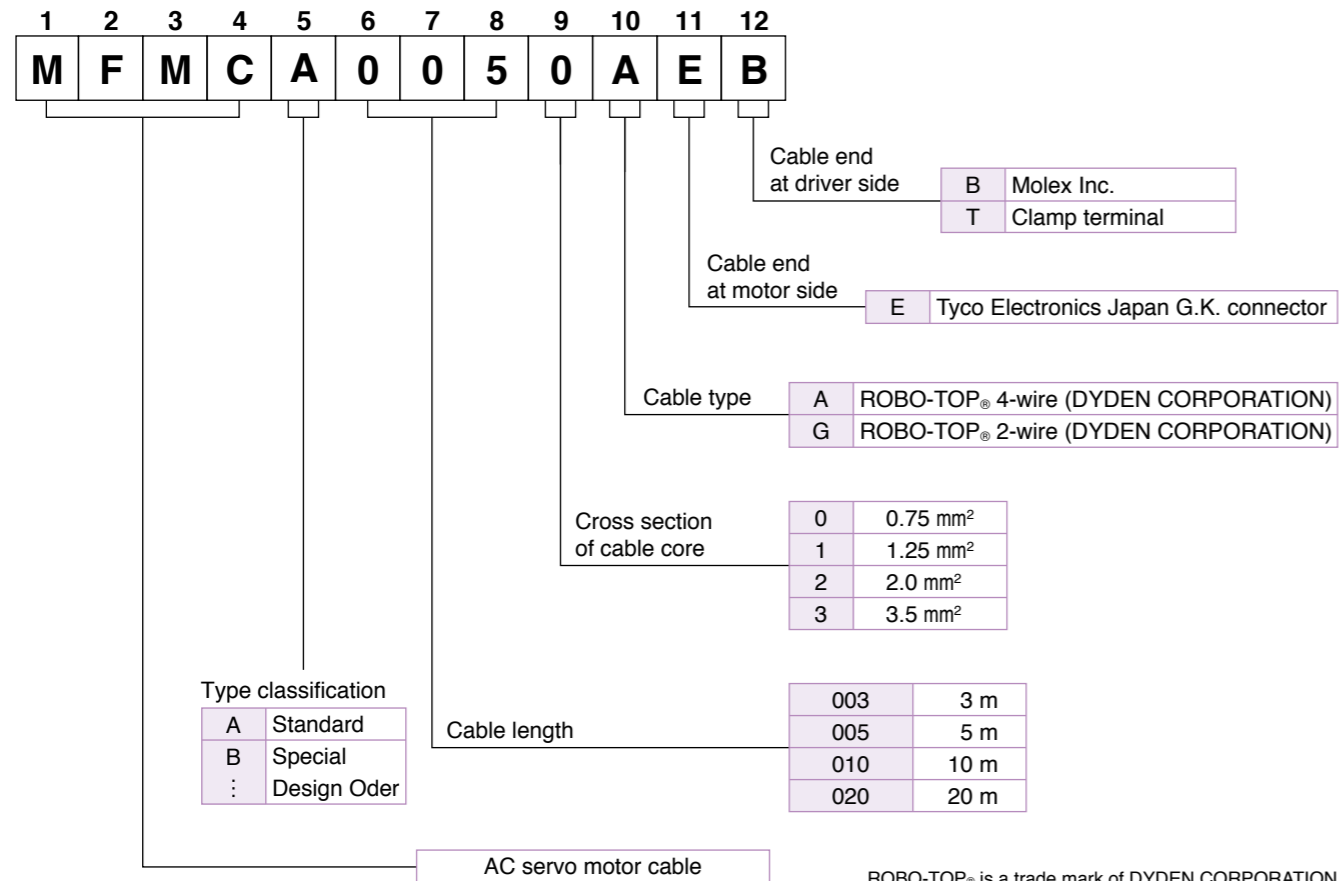 1 2 3 4 5 6 7 8 9 10 11 12
M F M C A 0 0 5 0 A E B
Cable end
at driver side
B Molex Inc.
T Clamp terminal
Cable end
at motor side
E Tyco Electronics Japan G.K. connector
Cable type
A ROBO-TOP® 4-wire (DYDEN CORPORATION)
G ROBO-TOP® 2-wire (DYDEN CORPORATION)
Cross section
of cable core
0 0.75 mm²
1 1.25 mm²
2 2.0 mm²
3 3.5 mm²
Type classification
A Standard
B Special
⋮ Design Oder
Cable length
003 3 m
005 5 m
010 10 m
020 20 m
AC servo motor cable
ROBO-TOP® is a trade mark of DYDEN CORPORATION